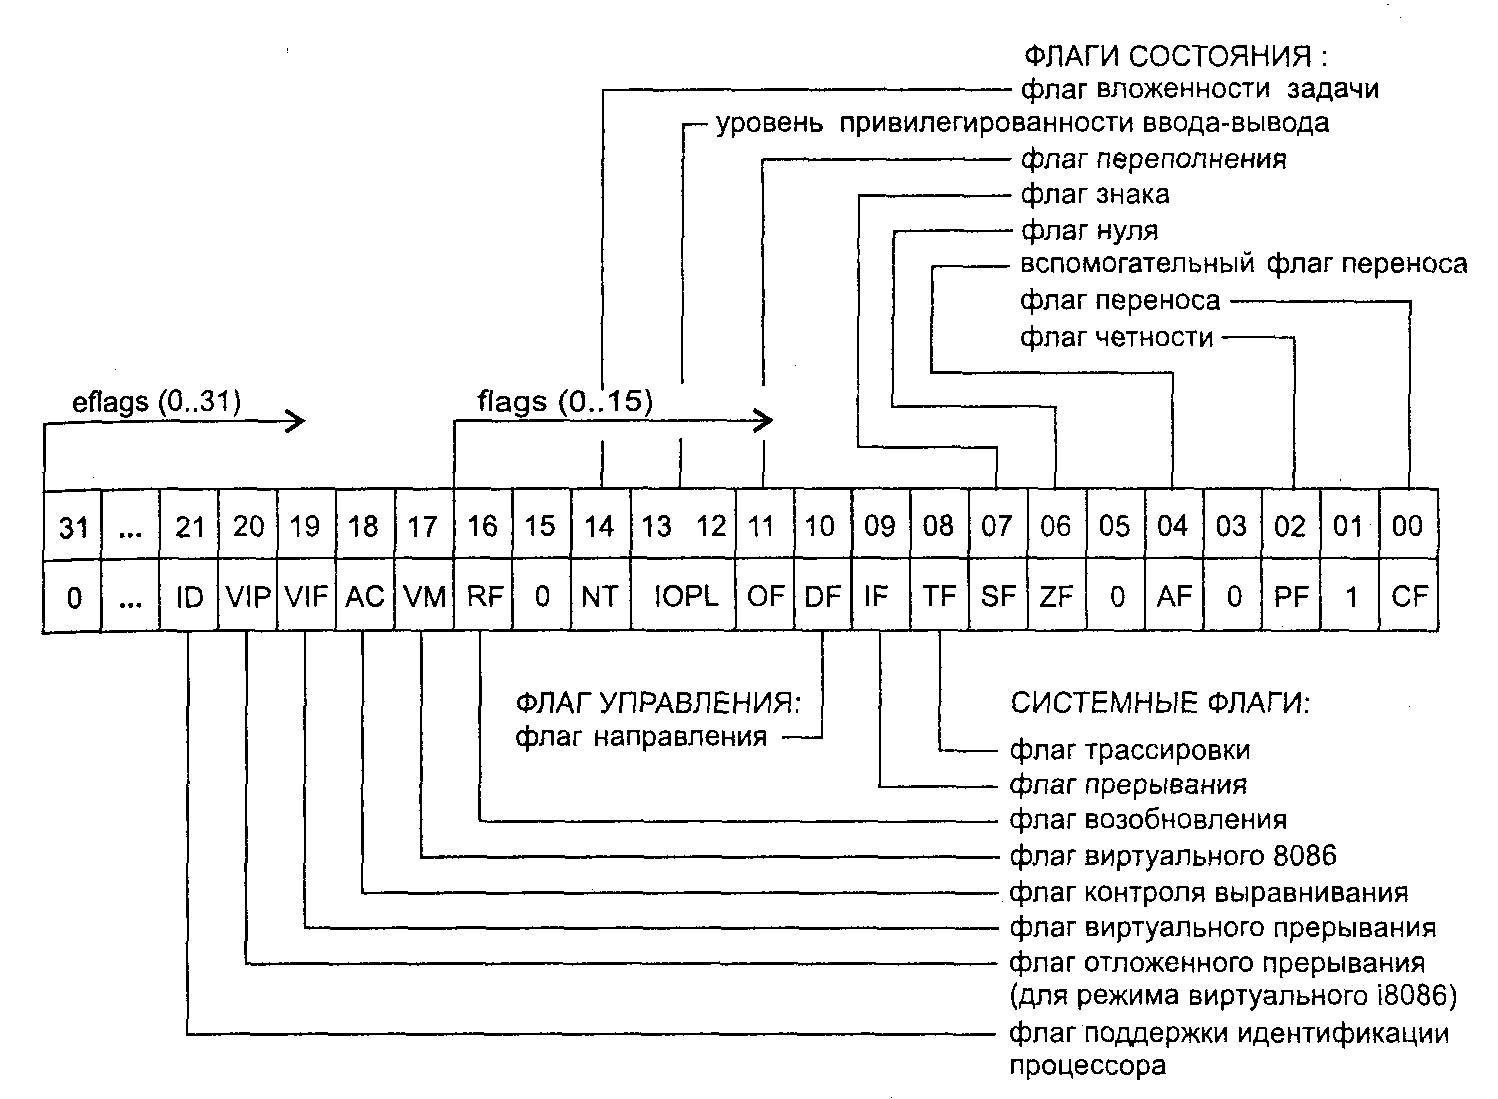 ФЛАГИ СОСТОЯНИЯ :
флаг вложенности задачи
уровень привилегированности ввода-вывода
флаг переполнения
флаг знака
флаг нуля
вспомогательный флаг переноса
флаг переноса
флаг четности
eflags (0..31)
flags (0..15)
31 ... 21 20 19 18 17 16 15 14 13 12 11 10 09 08 07 06 05 04 03 02 01 00
0 ... ID VIP VIF AC VM RF 0 NT IOPL OF DF IF TF SF ZF 0 AF 0 PF 1 CF
ФЛАГ УПРАВЛЕНИЯ:
флаг направления
СИСТЕМНЫЕ ФЛАГИ:
флаг трассировки
флаг прерывания
флаг возобновления
флаг виртуального 8086
флаг контроля выравнивания
флаг виртуального прерывания
флаг отложенного прерывания
(для режима виртуального i8086)
флаг поддержки идентификации
процессора